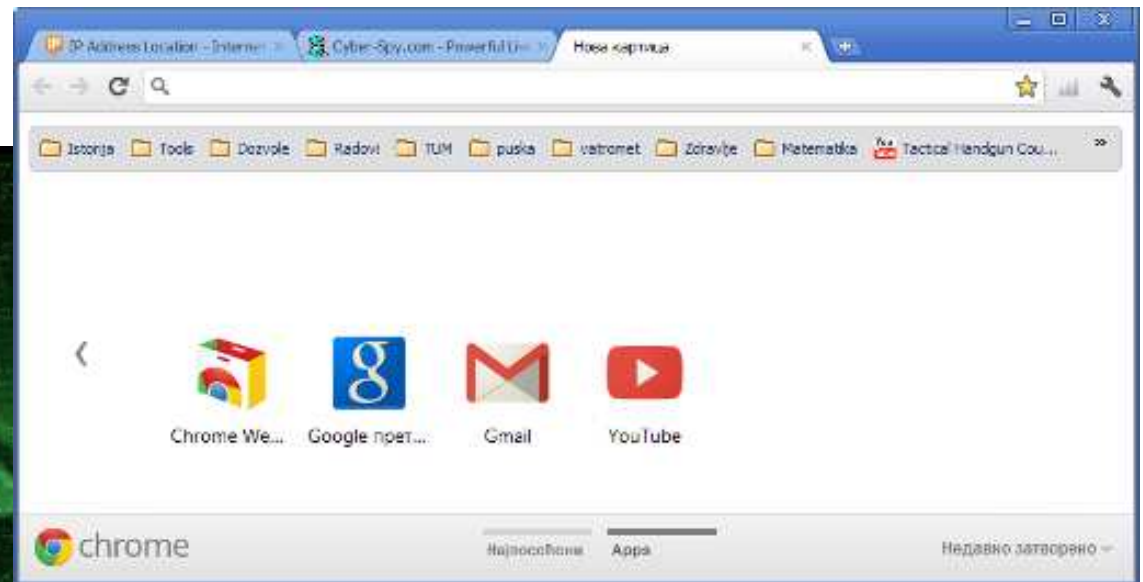 IP Address Location - Internet
Cyber-Spy.com - Powerful Liv
Нова картица
Istorija Tools Dozvole Radovi TUM puska vatromet Zdravlje Matematika Tactical Handgun Cou... »
Chrome We... Google прет... Gmail YouTube
chrome Најпосећеније Apps Недавно затворено